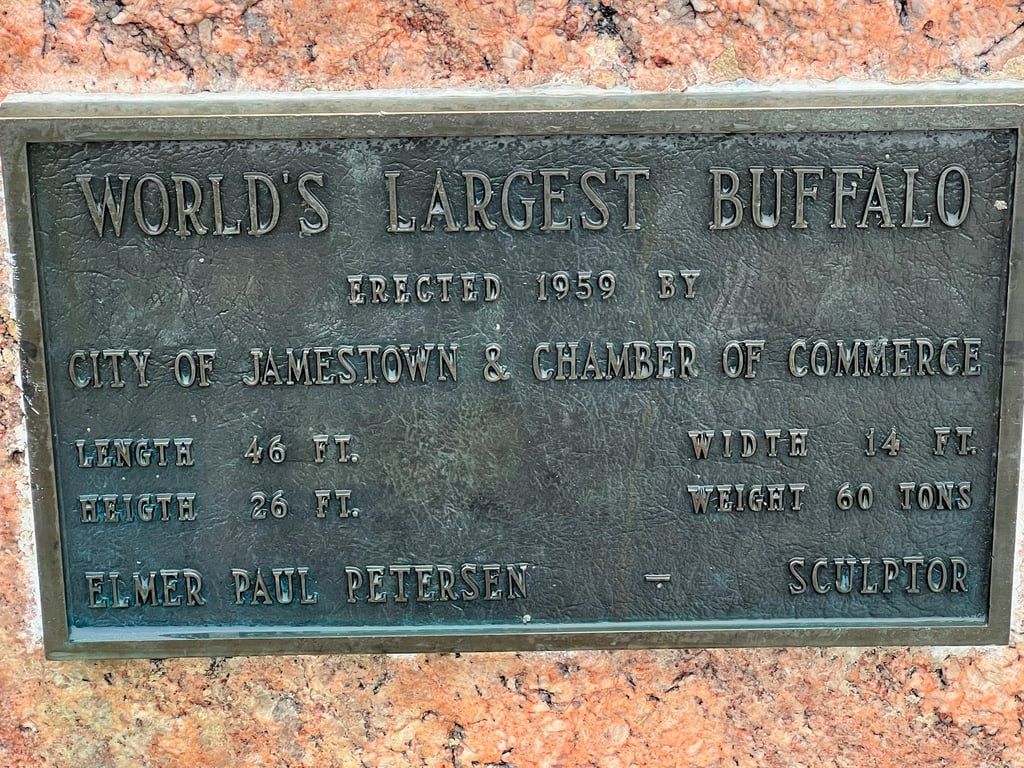 WORLD'S LARGEST BUFFALO
ERECTED 1959 BY
CITY OF JAMESTOWN & CHAMBER OF COMMERCE
LENGTH 46 FT. WIDTH 14 FT.
HEIGTH 26 FT. WEIGHT 60 TONS
ELMER PAUL PETERSEN - SCULPTOR